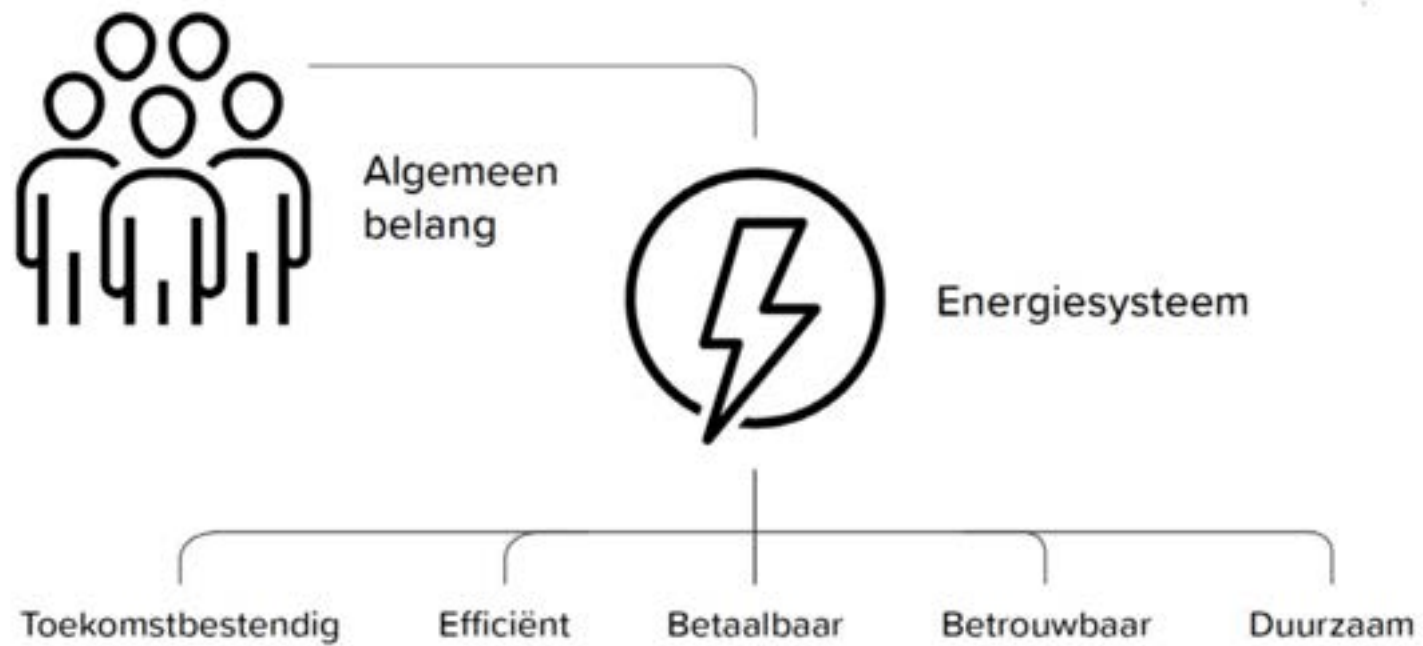 Algemeen
belang
Energiesysteem
Toekomstbestendig
Efficiënt
Betaalbaar
Betrouwbaar
Duurzaam